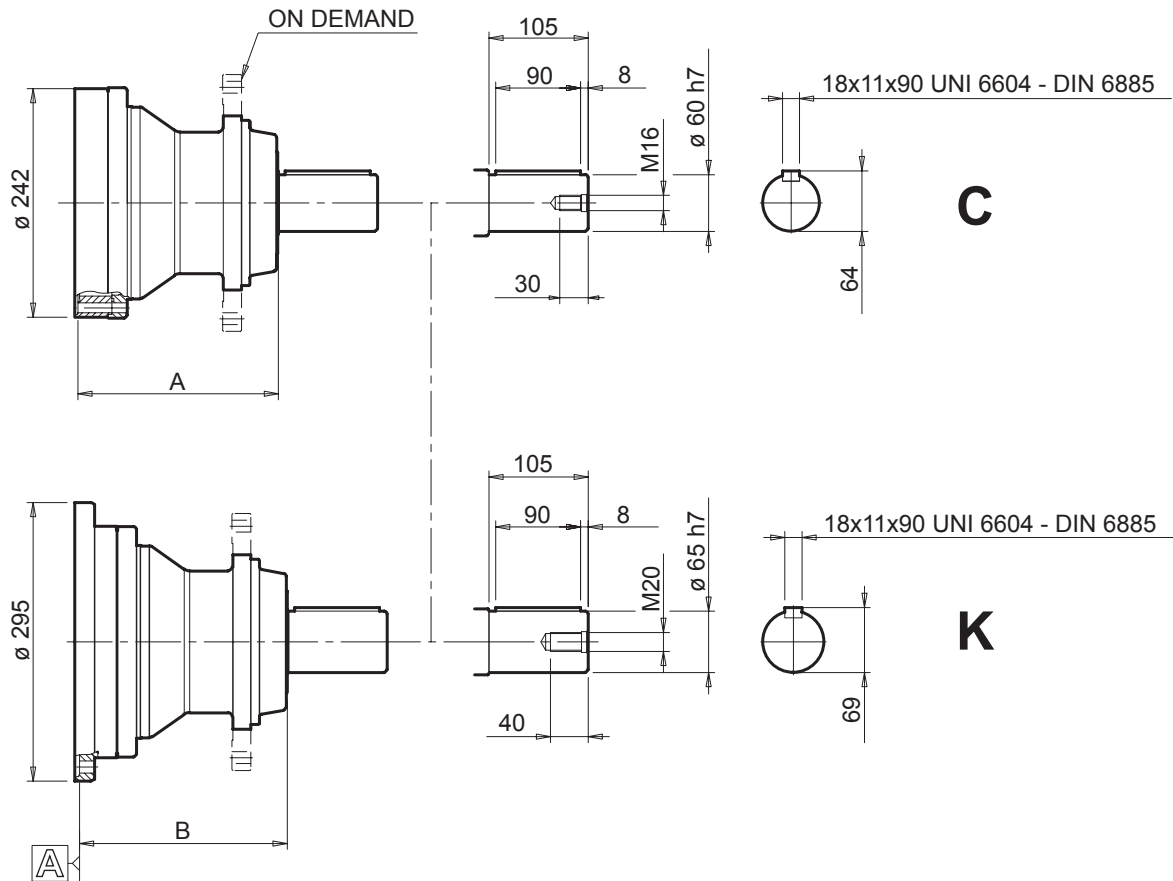 ON DEMAND
105
90
8
18x11x90 UNI 6604 - DIN 6885
ø 242
M16
ø 60 h7
C
30
64
A
105
90
8
18x11x90 UNI 6604 - DIN 6885
ø 295
M20
ø 65 h7
K
40
69
B
A